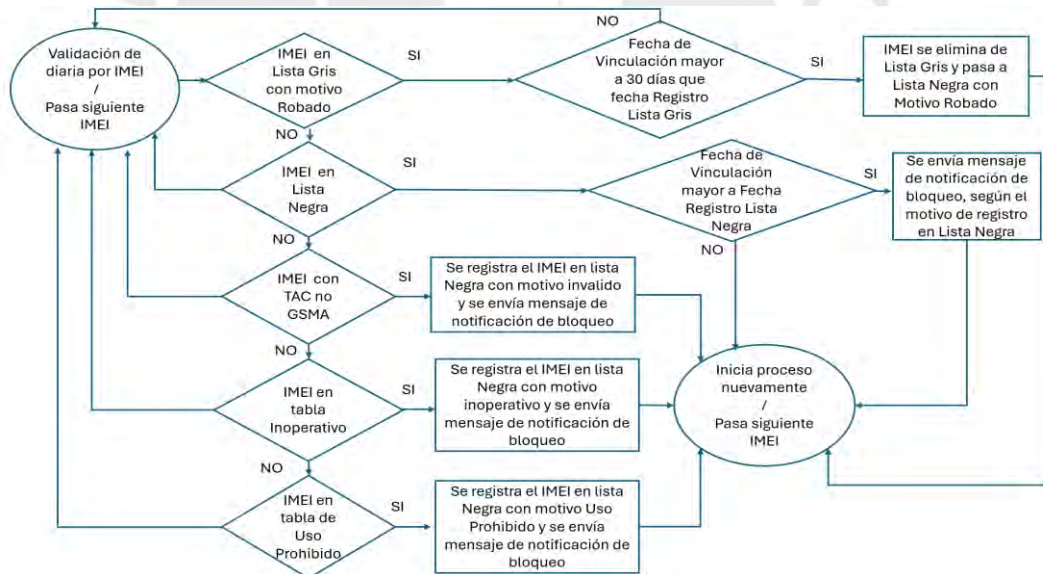 NO
Validación de
diaria por IMEI
/
Pasa siguiente
IMEI
IMEI en
Lista Gris
con motivo
Robado
SI
Fecha de
Vinculación mayor
a 30 días que
fecha Registro
Lista Gris
SI
IMEI se elimina de
Lista Gris y pasa a
Lista Negra con
Motivo Robado
NO
IMEI en
Lista
Negra
SI
Fecha de
Vinculación
mayor a Fecha
Registro Lista
Negra
SI
Se envía mensaje
de notificación de
bloqueo, según el
motivo de registro
en Lista Negra
NO
NO
IMEI con
TAC no
GSMA
SI
Se registra el IMEI en lista
Negra con motivo invalido
y se envía mensaje de
notificación de bloqueo
NO
IMEI en
tabla
Inoperativo
SI
Se registra el IMEI en lista
Negra con motivo
inoperativo y se envía
mensaje de notificación de
bloqueo
Inicia proceso
nuevamente
/
Pasa siguiente
IMEI
NO
IMEI en
tabla de
Uso
Prohibido
SI
Se registra el IMEI en lista
Negra con motivo Uso
Prohibido y se envía
mensaje de notificación de
bloqueo